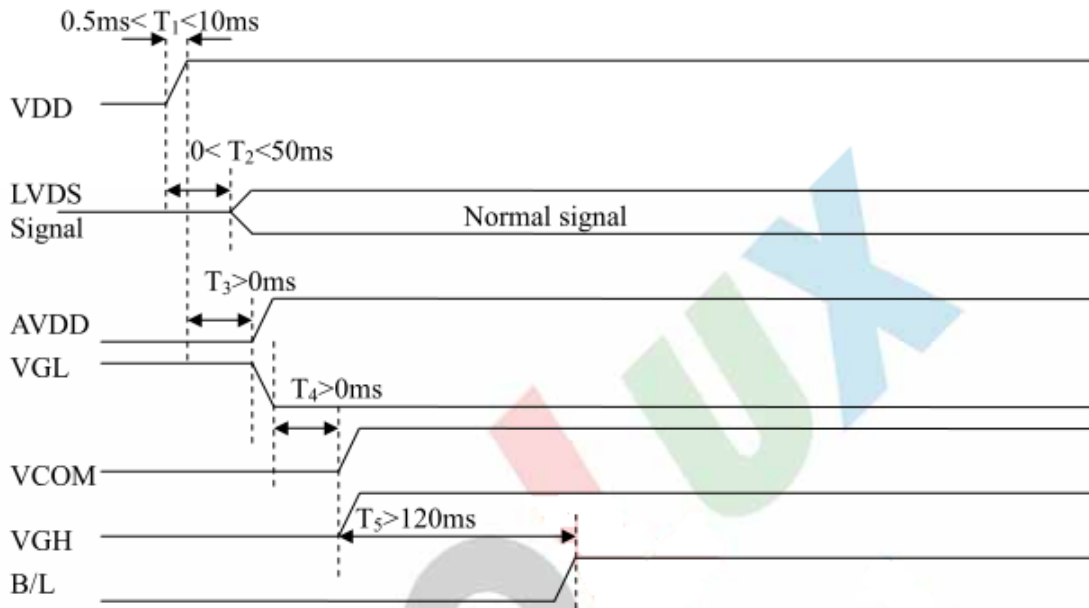 0.5ms< T₁<10ms
VDD
0< T₂<50ms
LVDS
Signal
Normal signal
T₃>0ms
AVDD
VGL
T₄>0ms
VCOM
T₅>120ms
VGH
B/L